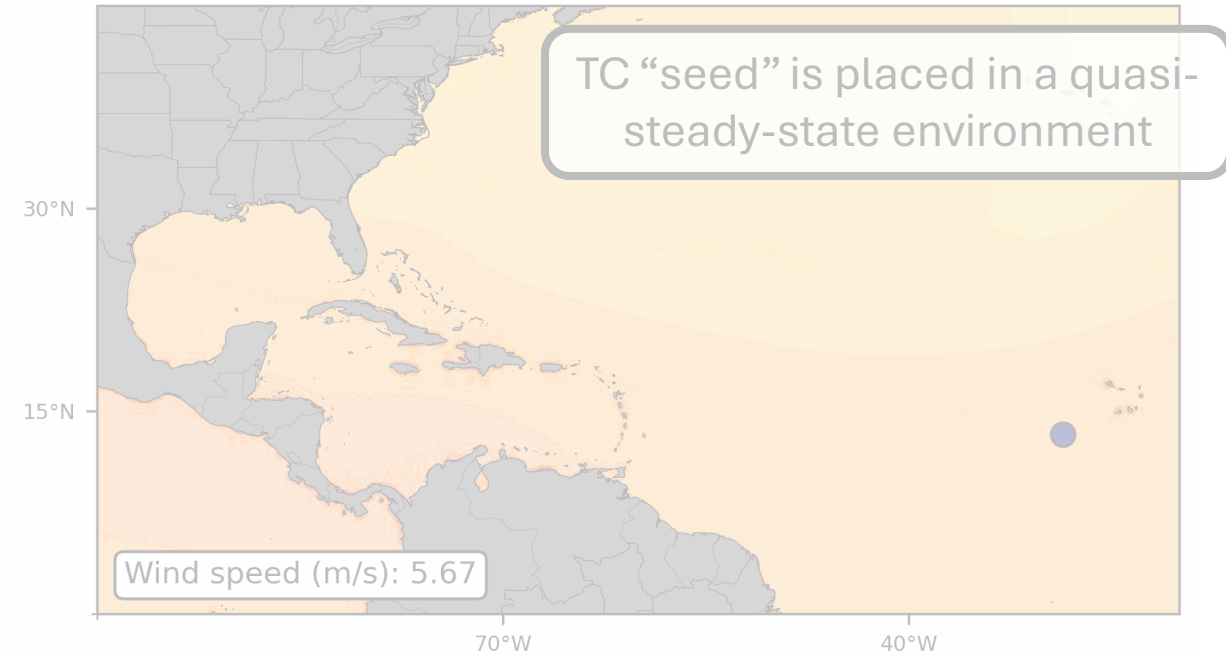 TC “seed” is placed in a quasi-
steady-state environment
30°N
15°N
Wind speed (m/s): 5.67
70°W
40°W